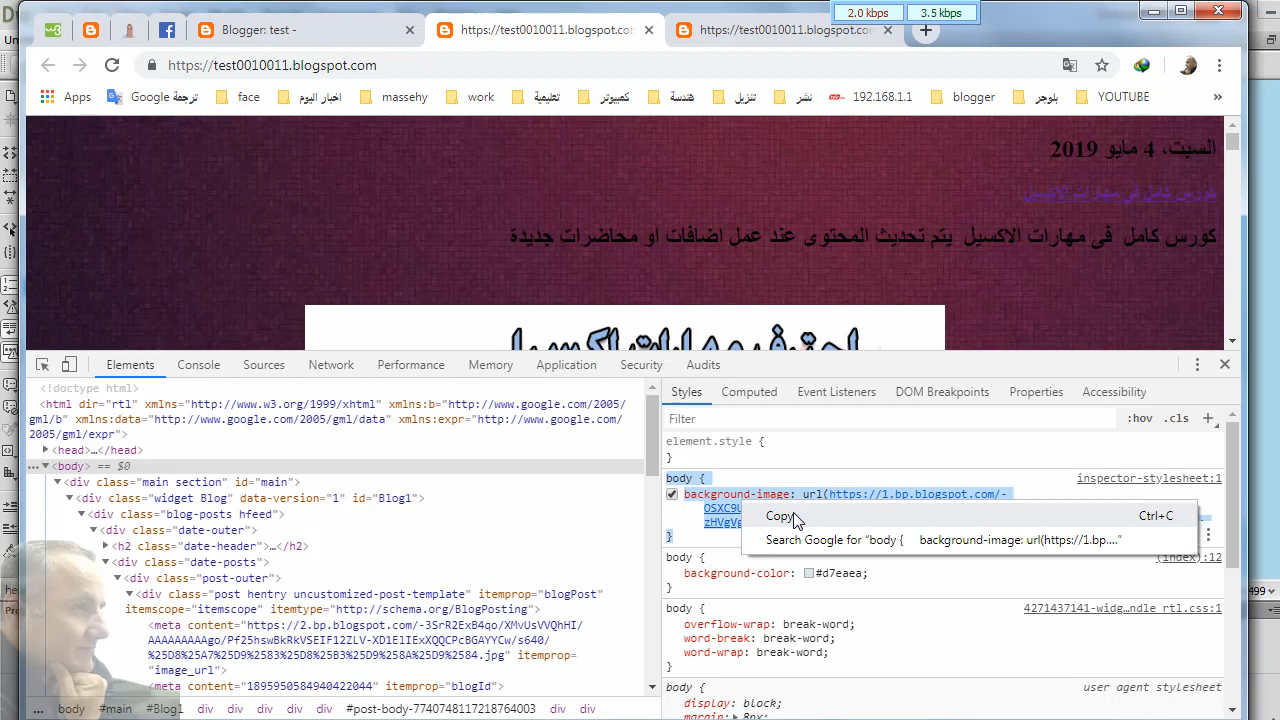 2.0 kbps 3.5 kbps
Blogger: test - × https://test0010011.blogspot.com × https://test0010011.blogspot.com × +
https://test0010011.blogspot.com
Apps ترجمة Google face اخبار اليوم massehy work تعليمية كمبيوتر تنزيل هندسة نشر 192.168.1.1 blogger بلوجر YOUTUBE »
السبت، 4 مايو 2019
كورس كامل فى مهارات الاكسيل
كورس كامل فى مهارات الاكسيل يتم تحديث المحتوى عند عمل اضافات او محاضرات جديدة
Elements Console Sources Network Performance Memory Application Security Audits
<!doctype html>
<html dir="rtl" xmlns="http://www.w3.org/1999/xhtml" xmlns:b="http://www.google.com/2005/
gml/b" xmlns:data="http://www.google.com/2005/gml/data" xmlns:expr="http://www.google.com/
2005/gml/expr">
<head>…</head>
… <body> == $0
<div class="main section" id="main">
<div class="widget Blog" data-version="1" id="Blog1">
<div class="blog-posts hfeed">
<div class="date-outer">
<h2 class="date-header">…</h2>
<div class="date-posts">
<div class="post-outer">
<div class="post hentry uncustomized-post-template" itemprop="blogPost"
itemscope="itemscope" itemtype="http://schema.org/BlogPosting">
<meta content="https://2.bp.blogspot.com/-3SrR2ExB4qo/XMvUsVVQhHI/
AAAAAAAAAgo/Pf25hswBkRkVSEIF12ZLV-XD1ElIExXQQCPcBGAYYCw/s640/
%25D8%25A7%25D9%2583%25D8%25B3%25D9%258A%25D9%2584.jpg" itemprop=
"image_url">
<meta content="1895950584940422044" itemprop="blogId">
... body #main #Blog1 div div div div div #post-body-7740748117218764003 div div
Styles Computed Event Listeners DOM Breakpoints Properties Accessibility
Filter :hov .cls +
element.style {
}
body { inspector-stylesheet:1
background-image: url(https://1.bp.blogspot.com/-
OSXC9U
zHVgVg
}
Copy Ctrl+C
Search Google for "body { background-image: url(https://1.bp...."
body { (index):12
background-color: #d7eaea;
}
body { 4271437141-widg…ndle_rtl.css:1
overflow-wrap: break-word;
word-break: break-word;
word-wrap: break-word;
}
body { user agent stylesheet
display: block;
margin: 8px;